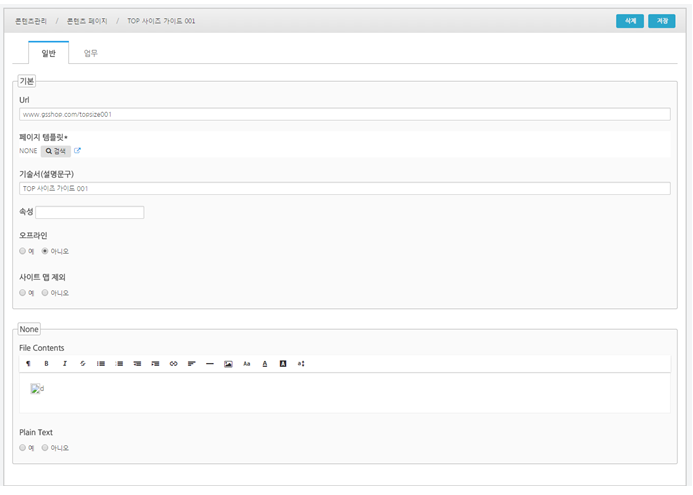 콘텐츠관리 / 콘텐츠 페이지 / TOP 사이즈 가이드 001
삭제 저장
일반 업무
기본
Url
www.gsshop.com/topsize001
페이지 템플릿*
NONE 검색
기술서(설명문구)
TOP 사이즈 가이드 001
속성
오프라인
예 아니요
사이트 맵 제외
예 아니요
None
File Contents
¶ B I S Aa A A
d
Plain Text
예 아니요